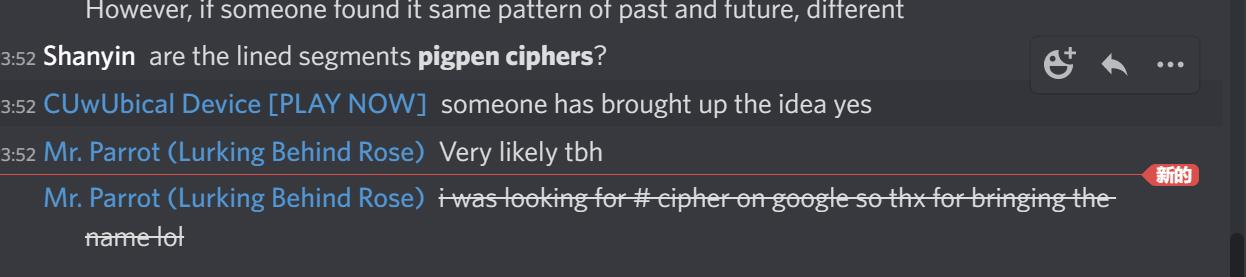 However, if someone found it same pattern of past and future, different
3:52 Shanyin are the lined segments pigpen ciphers?
3:52 CUwUbical Device [PLAY NOW] someone has brought up the idea yes
3:52 Mr. Parrot (Lurking Behind Rose) Very likely tbh
新的
Mr. Parrot (Lurking Behind Rose) i was looking for # cipher on google so thx for bringing the
name lol